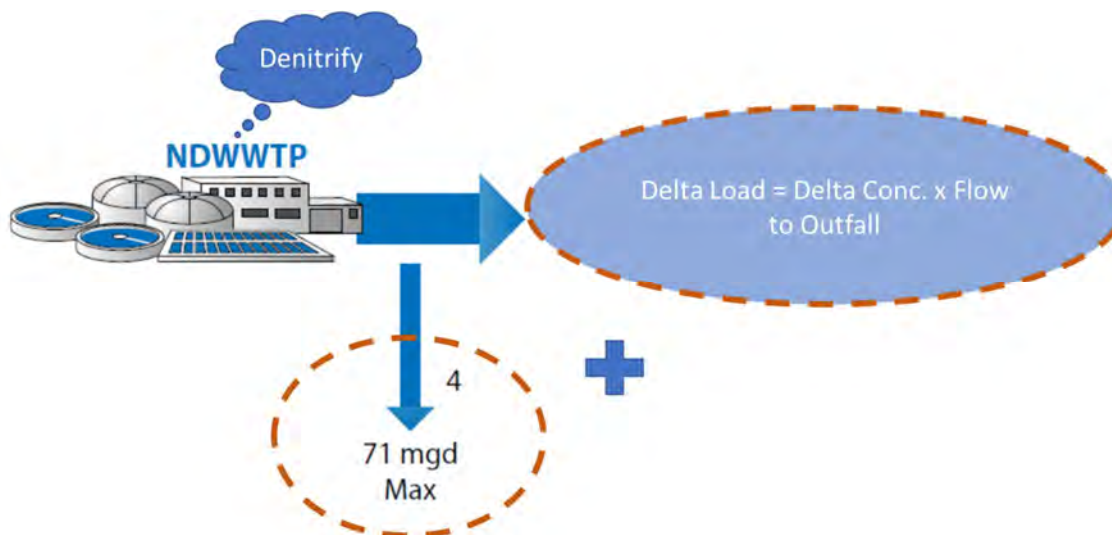 Denitrify
NDWWTP
Delta Load = Delta Conc. x Flow
to Outfall
4
71 mgd
Max